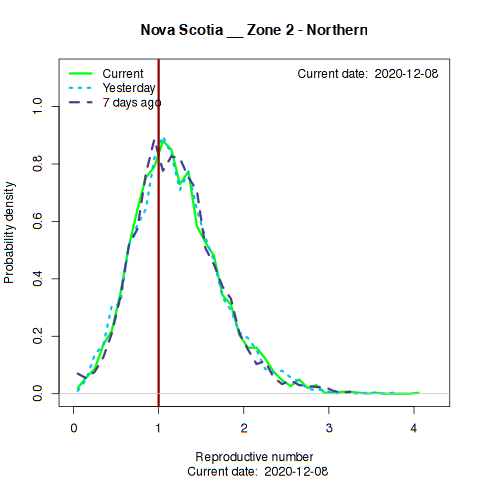 Nova Scotia __ Zone 2 - Northern
Current
Yesterday
7 days ago
Current date: 2020-12-08
Probability density
1.0
0.8
0.6
0.4
0.2
0.0
0 1 2 3 4
Reproductive number
Current date: 2020-12-08